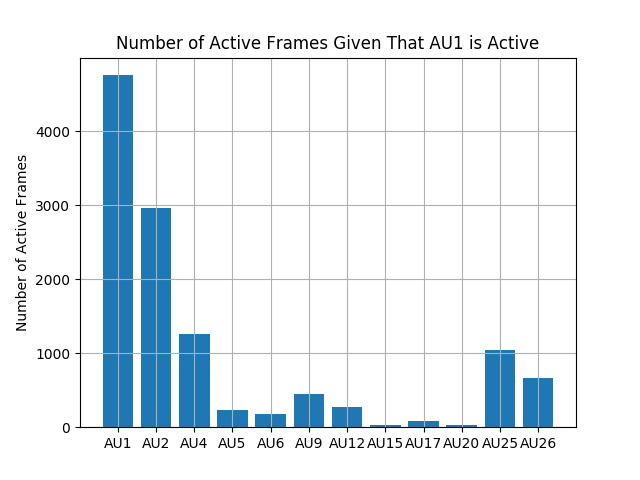 Number of Active Frames Given That AU1 is Active
Number of Active Frames
4000
3000
2000
1000
0
AU1 AU2 AU4 AU5 AU6 AU9 AU12 AU15 AU17 AU20 AU25 AU26